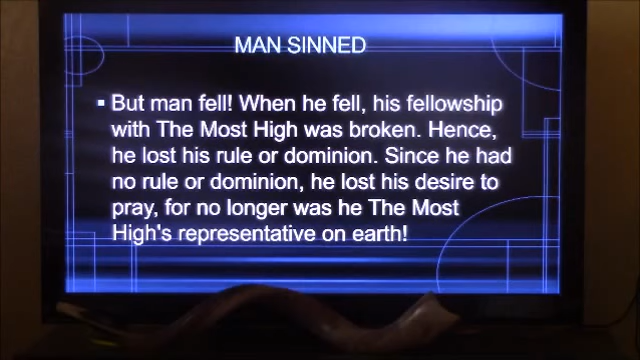 MAN SINNED
▪ But man fell! When he fell, his fellowship
with The Most High was broken. Hence,
he lost his rule or dominion. Since he had
no rule or dominion, he lost his desire to
pray, for no longer was he The Most
High's representative on earth!